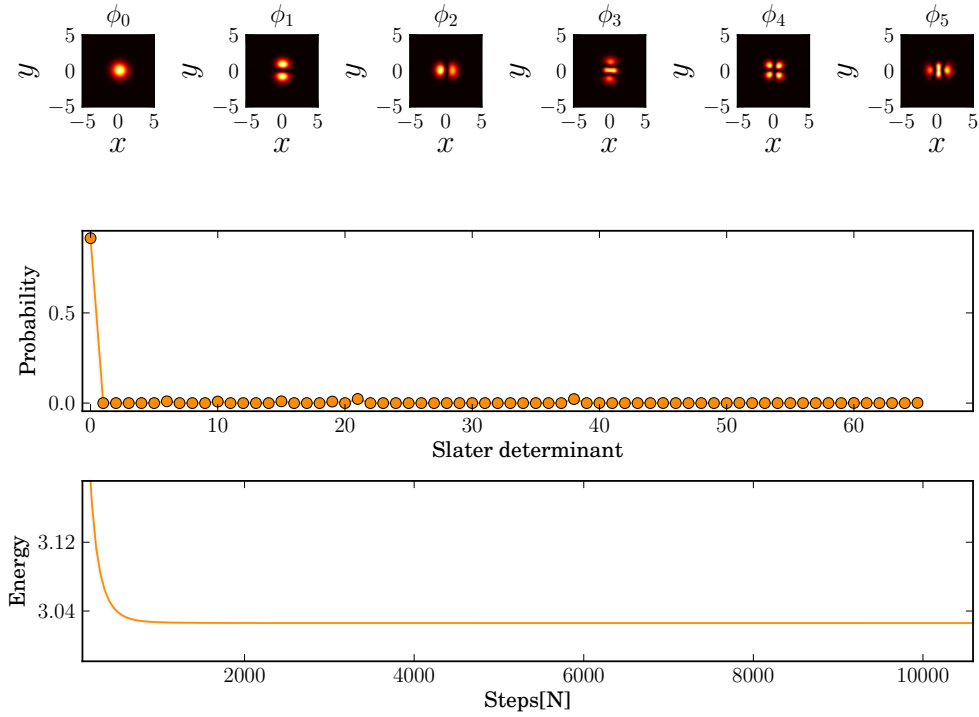 ϕ0 ϕ1 ϕ2 ϕ3 ϕ4 ϕ5
5 5 5 5 5 5
y 0 y 0 y 0 y 0 y 0 y 0
−5 −5 −5 −5 −5 −5
−5 0 5 −5 0 5 −5 0 5 −5 0 5 −5 0 5 −5 0 5
x x x x x x
Probability
0.5
0.0
0 10 20 30 40 50 60
Slater determinant
Energy
3.12
3.04
2000 4000 6000 8000 10000
Steps[N]